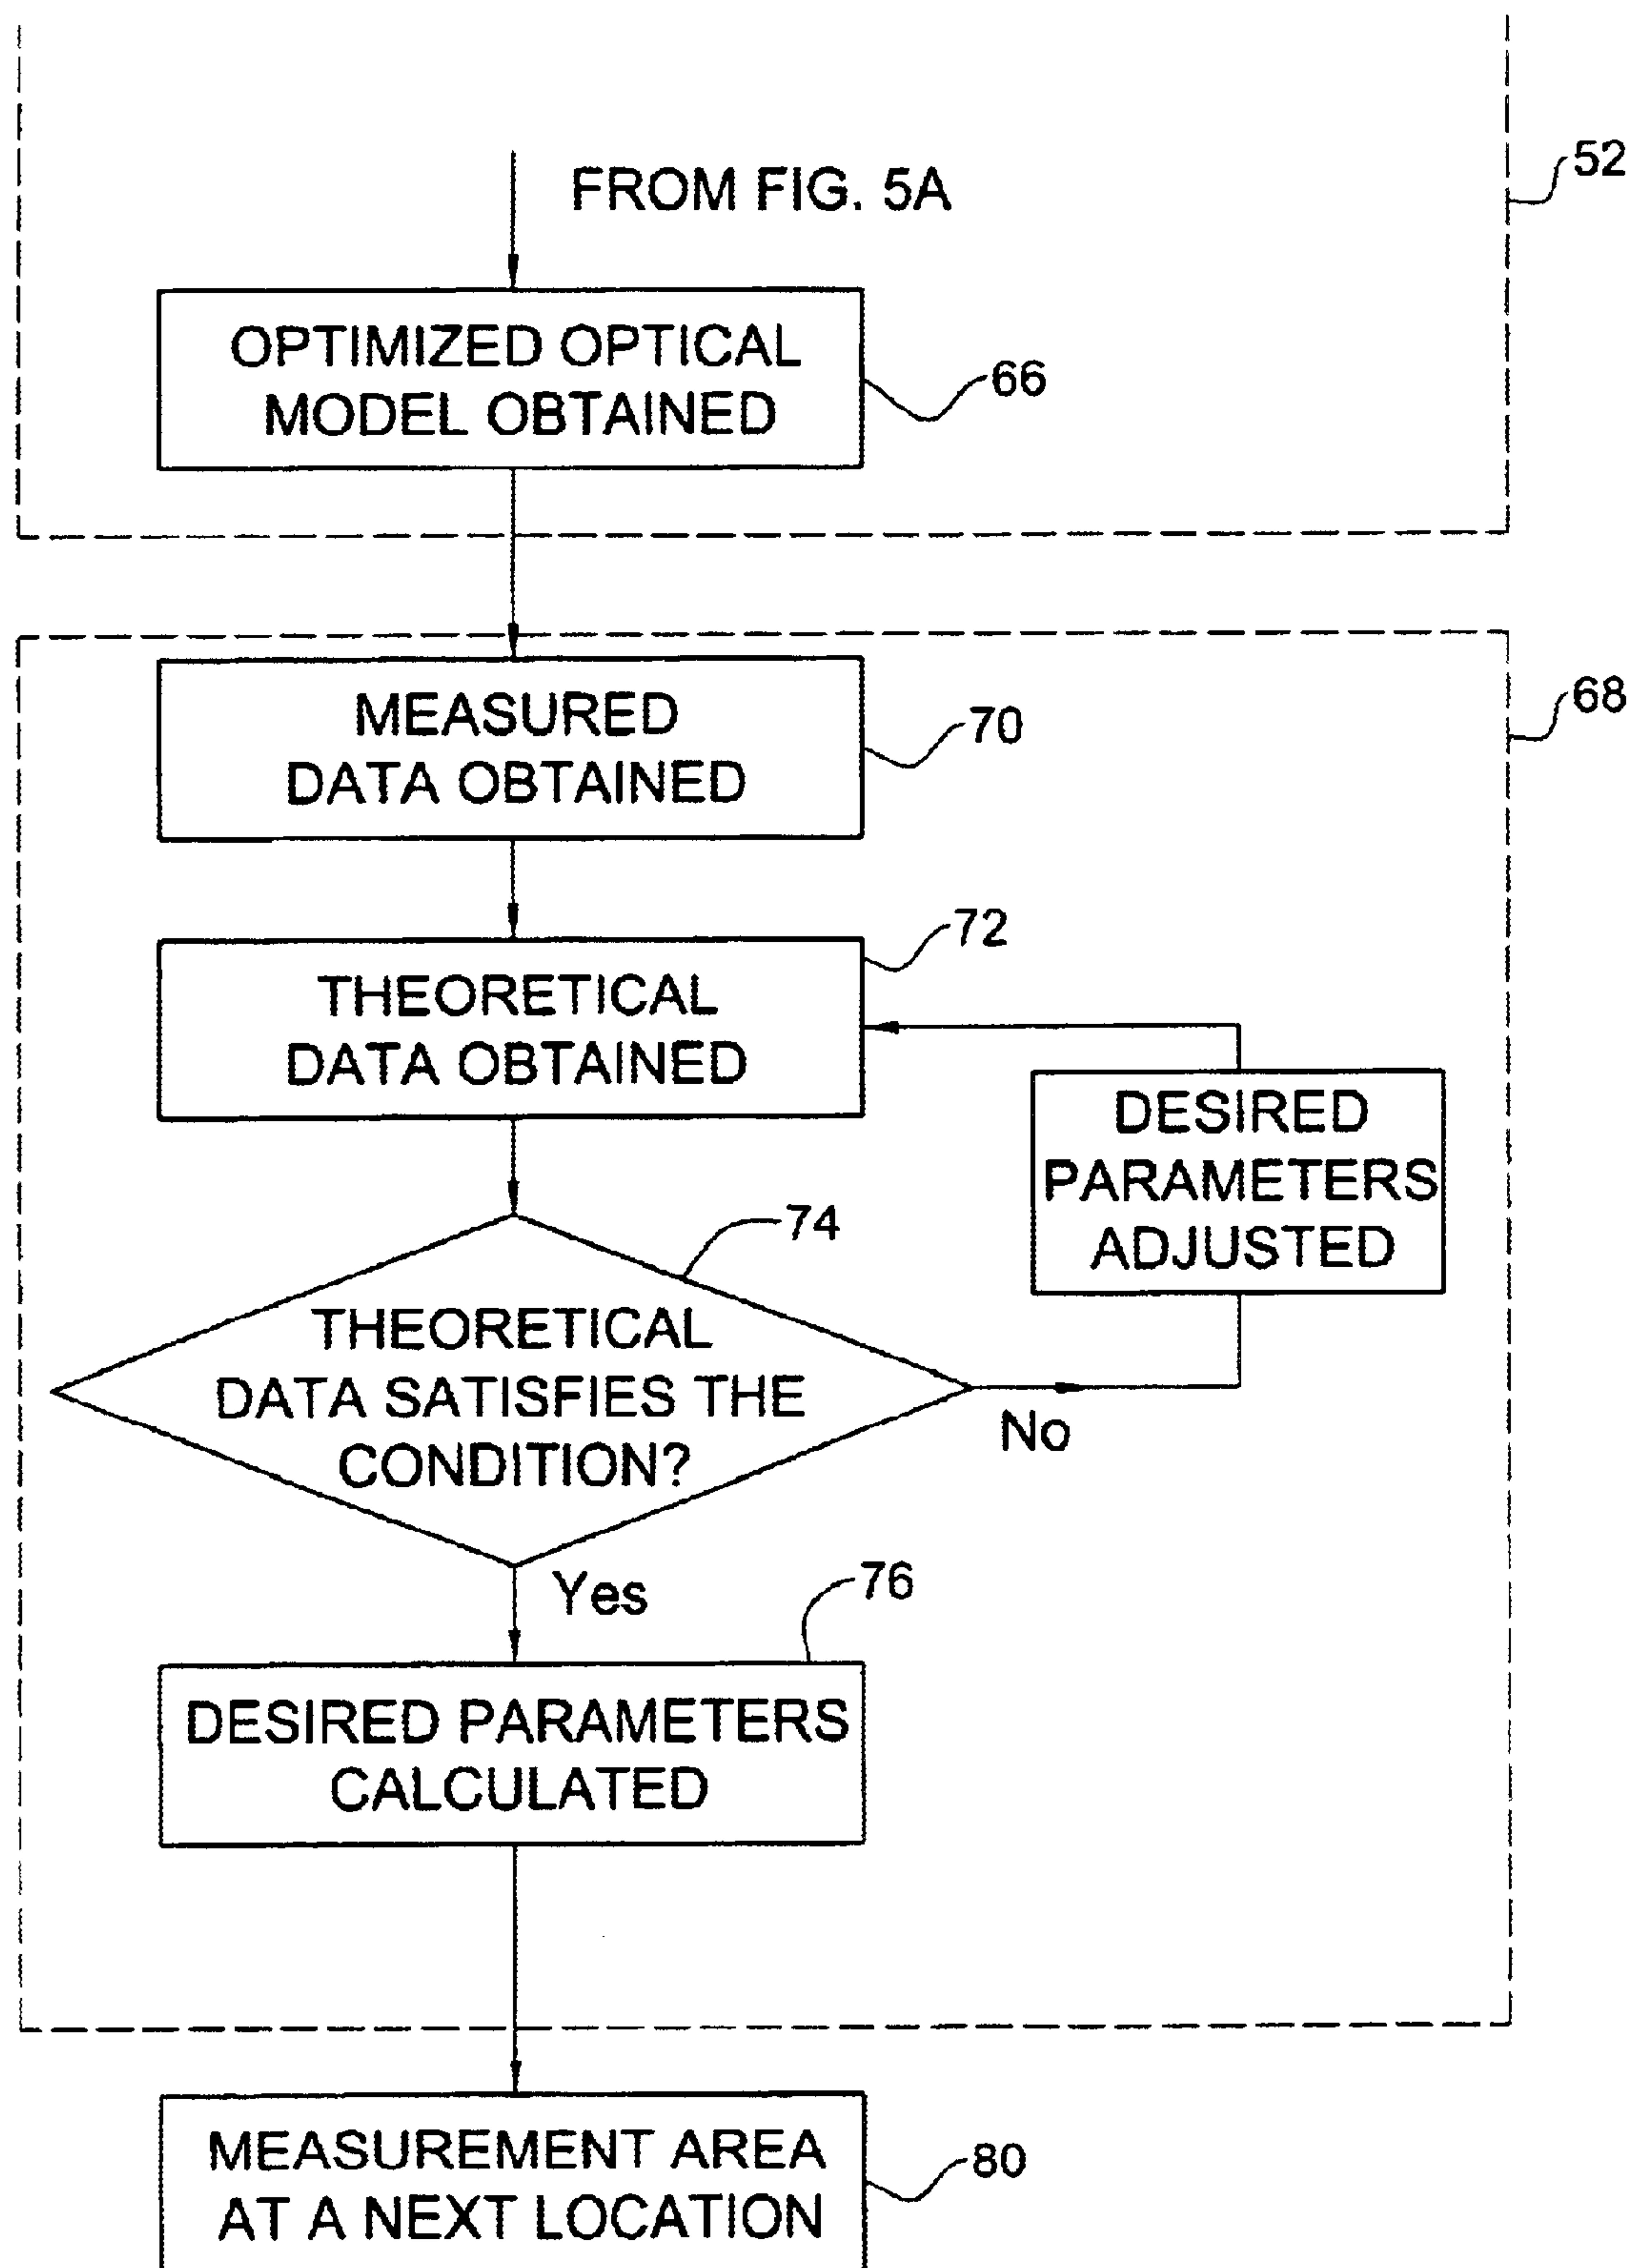 FROM FIG. 5A
52
OPTIMIZED OPTICAL
MODEL OBTAINED
66
68
MEASURED
DATA OBTAINED
70
72
THEORETICAL
DATA OBTAINED
DESIRED
PARAMETERS
ADJUSTED
74
THEORETICAL
DATA SATISFIES THE
CONDITION?
No
Yes
76
DESIRED PARAMETERS
CALCULATED
MEASUREMENT AREA
AT A NEXT LOCATION
80